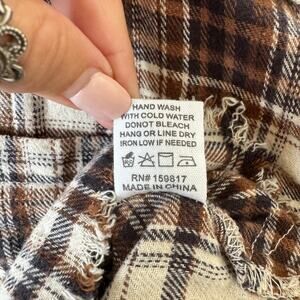 HAND WASH
WITH COLD WATER
DONOT BLEACH
HANG OR LINE DRY
IRON LOW IF NEEDED
RN# 159817
MADE IN CHINA